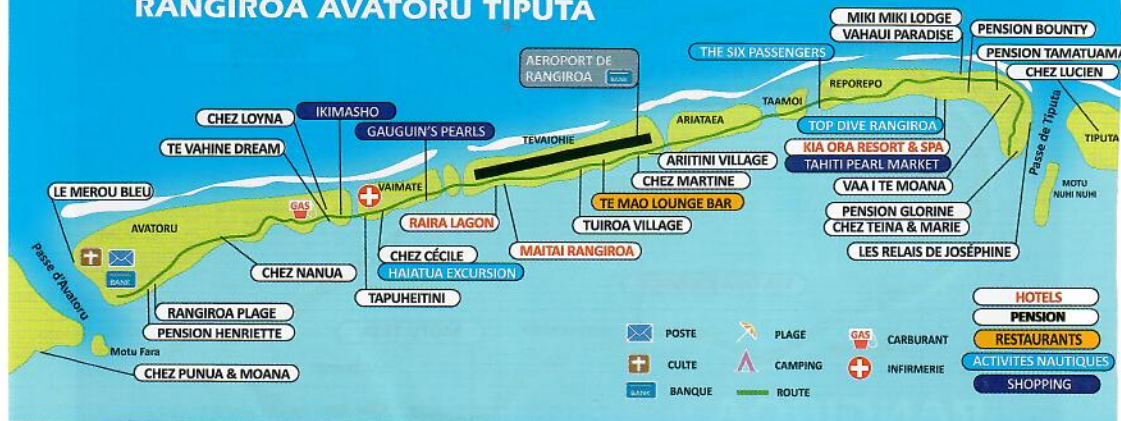 RANGIROA AVATORU TIPUTA
MIKI MIKI LODGE
VAHAUI PARADISE
PENSION BOUNTY
THE SIX PASSENGERS
PENSION TAMATUAMA
AEROPORT DE
RANGIROA
BANK
CHEZ LUCIEN
REPOREPO
TAAMOI
IKIMASHO
CHEZ LOYNA
GAUGUIN'S PEARLS
ARIATAEA
TOP DIVE RANGIROA
TEVAIOHIE
TIPUTA
TE VAHINE DREAM
KIA ORA RESORT & SPA
ARIITINI VILLAGE
TAHITI PEARL MARKET
Passe de Tiputa
CHEZ MARTINE
LE MEROU BLEU
VAIMATE
VAA I TE MOANA
MOTU
NUHI NUHI
GAS
TE MAO LOUNGE BAR
PENSION GLORINE
RAIRA LAGON
TUIROA VILLAGE
CHEZ TEINA & MARIE
AVATORU
MAITAI RANGIROA
LES RELAIS DE JOSÉPHINE
CHEZ CÉCILE
Passe d'Avatoru
BANK
CHEZ NANUA
HAIATUA EXCURSION
TAPUHEITINI
RANGIROA PLAGE
PENSION HENRIETTE
Motu Fara
CHEZ PUNUA & MOANA
POSTE
PLAGE
GAS
CARBURANT
CULTE
CAMPING
INFIRMERIE
BANK
BANQUE
ROUTE
HOTELS
PENSION
RESTAURANTS
ACTIVITES NAUTIQUES
SHOPPING